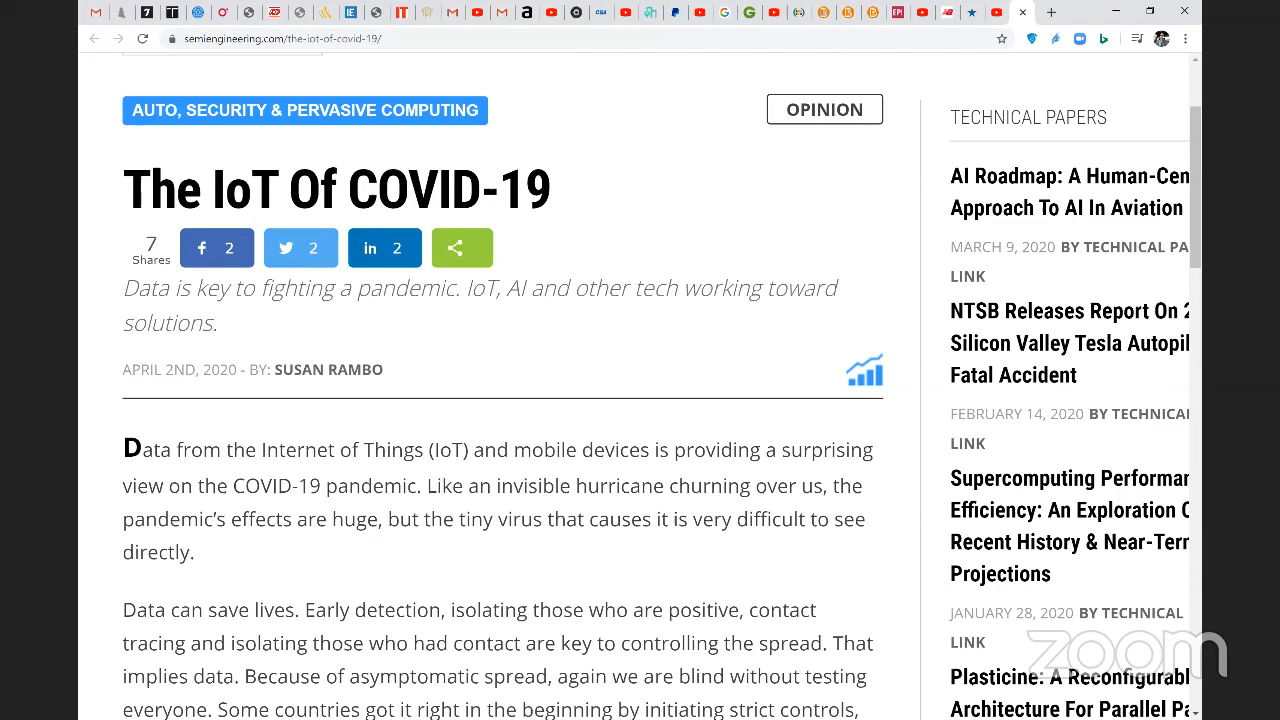 semiengineering.com/the-iot-of-covid-19/
AUTO, SECURITY & PERVASIVE COMPUTING
OPINION
The IoT Of COVID-19
7
Shares
2
2
in 2
Data is key to fighting a pandemic. IoT, AI and other tech working toward
solutions.
APRIL 2ND, 2020 - BY: SUSAN RAMBO
Data from the Internet of Things (IoT) and mobile devices is providing a surprising
view on the COVID-19 pandemic. Like an invisible hurricane churning over us, the
pandemic’s effects are huge, but the tiny virus that causes it is very difficult to see
directly.
Data can save lives. Early detection, isolating those who are positive, contact
tracing and isolating those who had contact are key to controlling the spread. That
implies data. Because of asymptomatic spread, again we are blind without testing
everyone. Some countries got it right in the beginning by initiating strict controls,
TECHNICAL PAPERS
AI Roadmap: A Human-Cen
Approach To AI In Aviation
MARCH 9, 2020 BY TECHNICAL PA
LINK
NTSB Releases Report On 2
Silicon Valley Tesla Autopil
Fatal Accident
FEBRUARY 14, 2020 BY TECHNICAL
LINK
Supercomputing Performan
Efficiency: An Exploration O
Recent History & Near-Term
Projections
JANUARY 28, 2020 BY TECHNICAL
LINK
Plasticine: A Reconfigurabl
Architecture For Parallel Pa
zoom